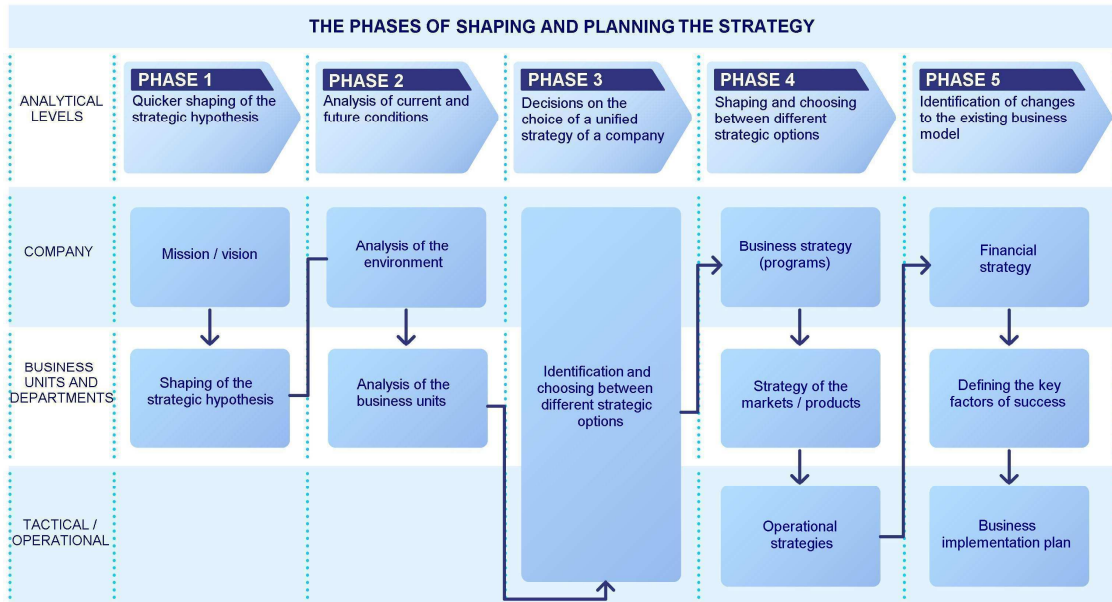 THE PHASES OF SHAPING AND PLANNING THE STRATEGY
ANALYTICAL
LEVELS
PHASE 1
Quicker shaping of the
strategic hypothesis
PHASE 2
Analysis of current and
future conditions
PHASE 3
Decisions on the
choice of a unified
strategy of a company
PHASE 4
Shaping and choosing
between different
strategic options
PHASE 5
Identification of changes
to the existing business
model
COMPANY
Mission / vision
Analysis of the
environment
Business strategy
(programs)
Financial
strategy
BUSINESS
UNITS AND
DEPARTMENTS
Shaping of the
strategic hypothesis
Analysis of the
business units
Identification and
choosing between
different strategic
options
Strategy of the
markets / products
Defining the key
factors of success
TACTICAL /
OPERATIONAL
Operational
strategies
Business
implementation plan